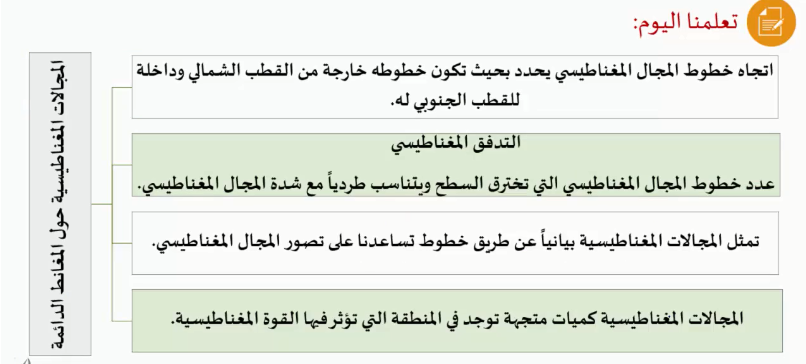 تعلمنا اليوم:
المجالات المغناطيسية حول المغانط الدائمة
اتجاه خطوط المجال المغناطيسي يحدد بحيث تكون خطوطه خارجة من القطب الشمالي وداخلة
للقطب الجنوبي له.
التدفق المغناطيسي
عدد خطوط المجال المغناطيسي التي تخترق السطح ويتناسب طردياً مع شدة المجال المغناطيسي.
تمثل المجالات المغناطيسية بيانياً عن طريق خطوط تساعدنا على تصور المجال المغناطيسي.
المجالات المغناطيسية كميات متجهة توجد في المنطقة التي تؤثر فيها القوة المغناطيسية.